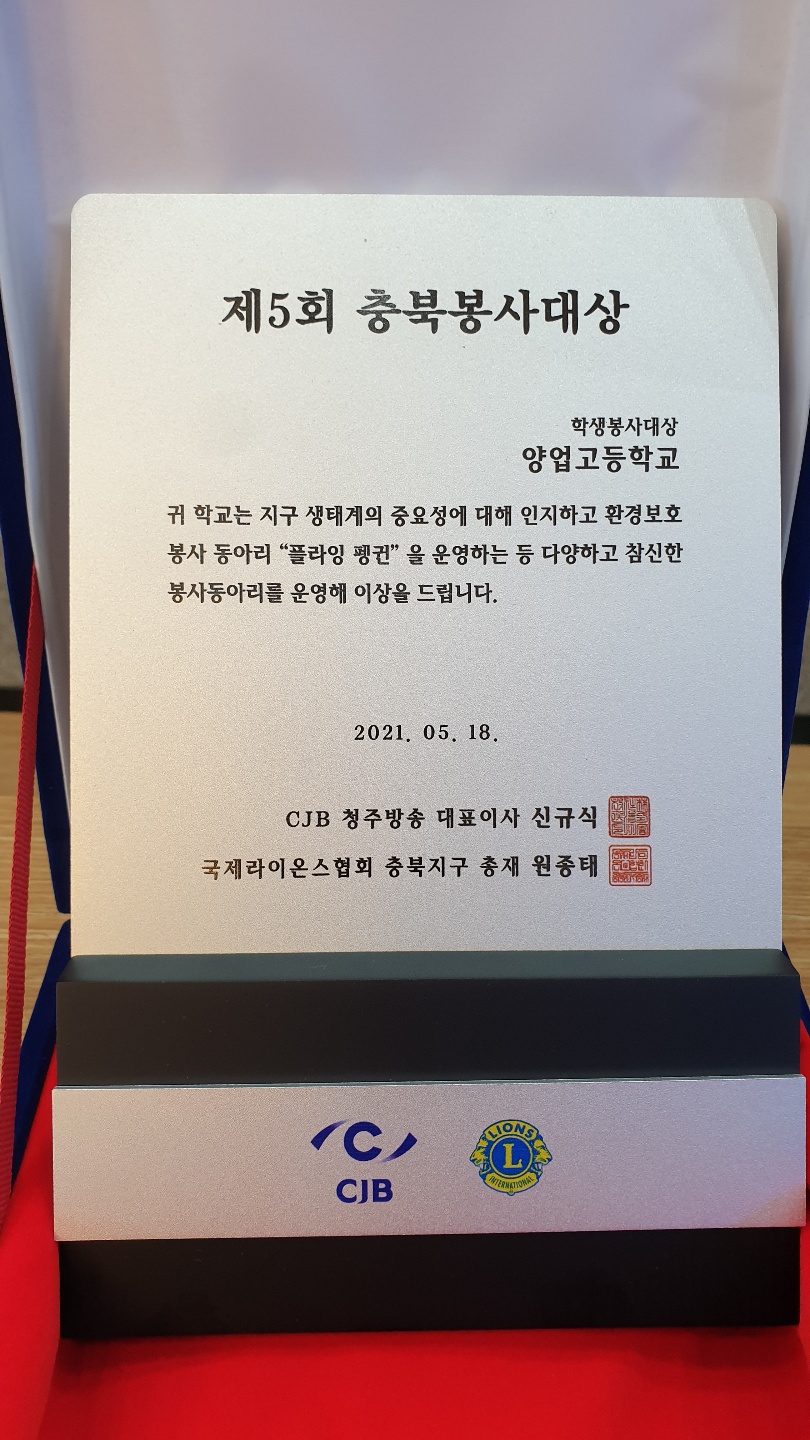 제5회 충북봉사대상
학생봉사대상
양업고등학교
귀 학교는 지구 생태계의 중요성에 대해 인지하고 환경보호
봉사 동아리 “플라잉 펭귄” 을 운영하는 등 다양하고 참신한
봉사동아리를 운영해 이상을 드립니다.
2021. 05. 18.
CJB 청주방송 대표이사 신규식
국제라이온스협회 충북지구 총재 원종태
C
CJB
LIONS
L
INTERNATIONAL